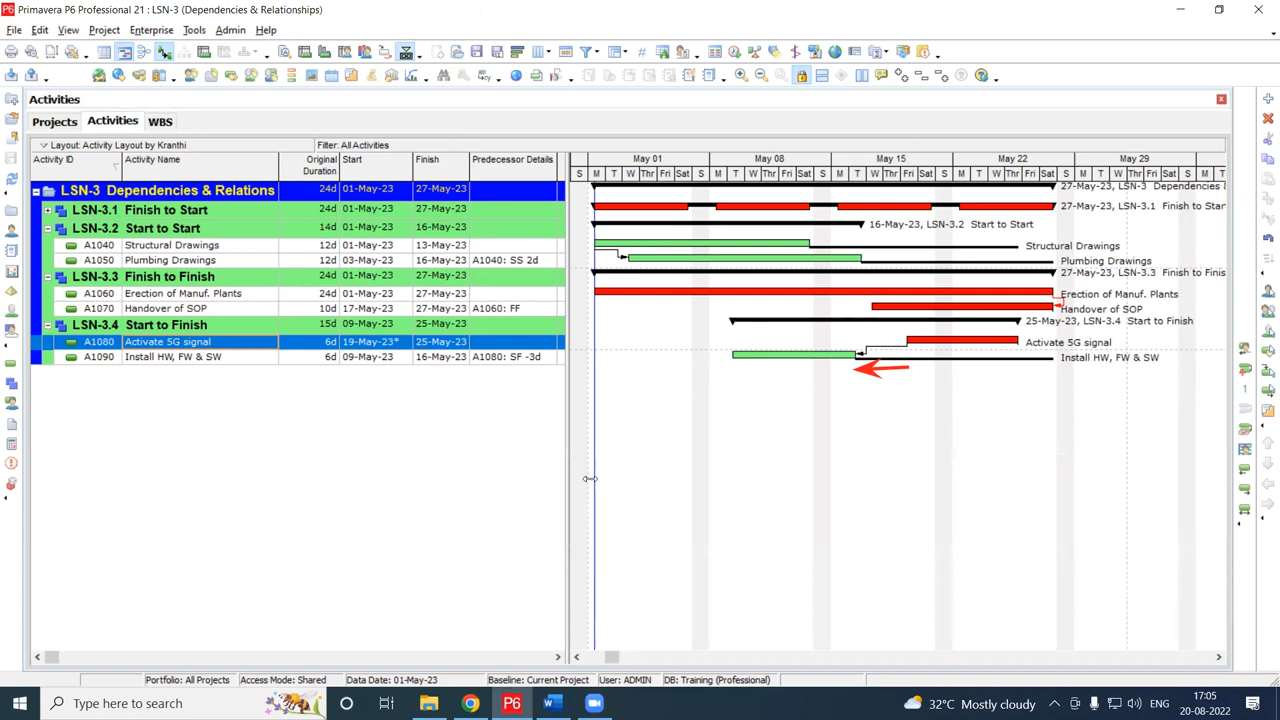 Primavera P6 Professional 21 : LSN-3 (Dependencies & Relationships)
File Edit View Project Enterprise Tools Admin Help
Activities
Projects Activities WBS
Layout: Activity Layout by Kranthi Filter: All Activities
Activity ID Activity Name Original Duration Start Finish Predecessor Details
May 01 May 08 May 15 May 22 May 29
S M T W Thr Fri Sat S M T W Thr Fri Sat S M T W Thr Fri Sat S M T W Thr Fri Sat S M T W Thr Fri Sat S M T
LSN-3 Dependencies & Relations 24d 01-May-23 27-May-23
27-May-23, LSN-3 Dependencies &
LSN-3.1 Finish to Start 24d 01-May-23 27-May-23
27-May-23, LSN-3.1 Finish to Star
LSN-3.2 Start to Start 14d 01-May-23 16-May-23
16-May-23, LSN-3.2 Start to Start
A1040 Structural Drawings 12d 01-May-23 13-May-23
Structural Drawings
A1050 Plumbing Drawings 12d 03-May-23 16-May-23 A1040: SS 2d
Plumbing Drawings
LSN-3.3 Finish to Finish 24d 01-May-23 27-May-23
27-May-23, LSN-3.3 Finish to Finis
A1060 Erection of Manuf. Plants 24d 01-May-23 27-May-23
Erection of Manuf. Plants
A1070 Handover of SOP 10d 17-May-23 27-May-23 A1060: FF
Handover of SOP
LSN-3.4 Start to Finish 15d 09-May-23 25-May-23
25-May-23, LSN-3.4 Start to Finish
A1080 Activate 5G signal 6d 19-May-23* 25-May-23
Activate 5G signal
A1090 Install HW, FW & SW 6d 09-May-23 16-May-23 A1080: SF -3d
Install HW, FW & SW
Portfolio: All Projects Access Mode: Shared Data Date: 01-May-23 Baseline: Current Project User: ADMIN DB: Training (Professional)
Type here to search
32°C Mostly cloudy ENG 17:05
20-08-2022